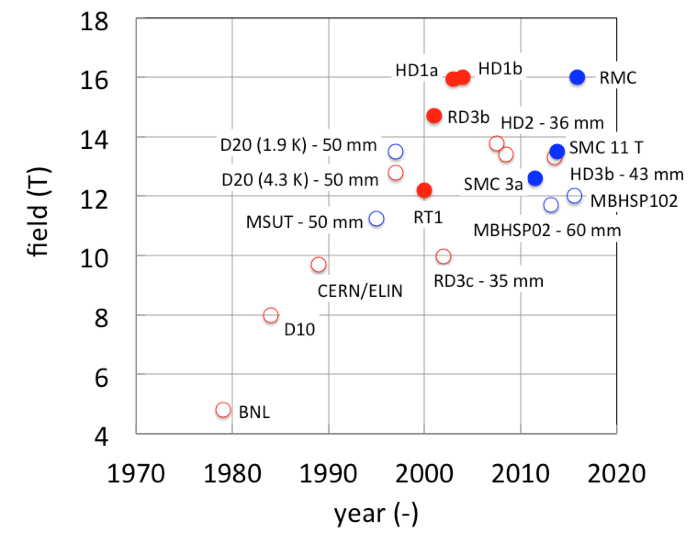 18
16
14
12
10
8
6
4
field (T)
HD1a
HD1b
RMC
RD3b
HD2 - 36 mm
D20 (1.9 K) - 50 mm
SMC 11 T
D20 (4.3 K) - 50 mm
HD3b - 43 mm
SMC 3a
MBHSP102
RT1
MSUT - 50 mm
MBHSP02 - 60 mm
RD3c - 35 mm
CERN/ELIN
D10
BNL
1970 1980 1990 2000 2010 2020
year (-)